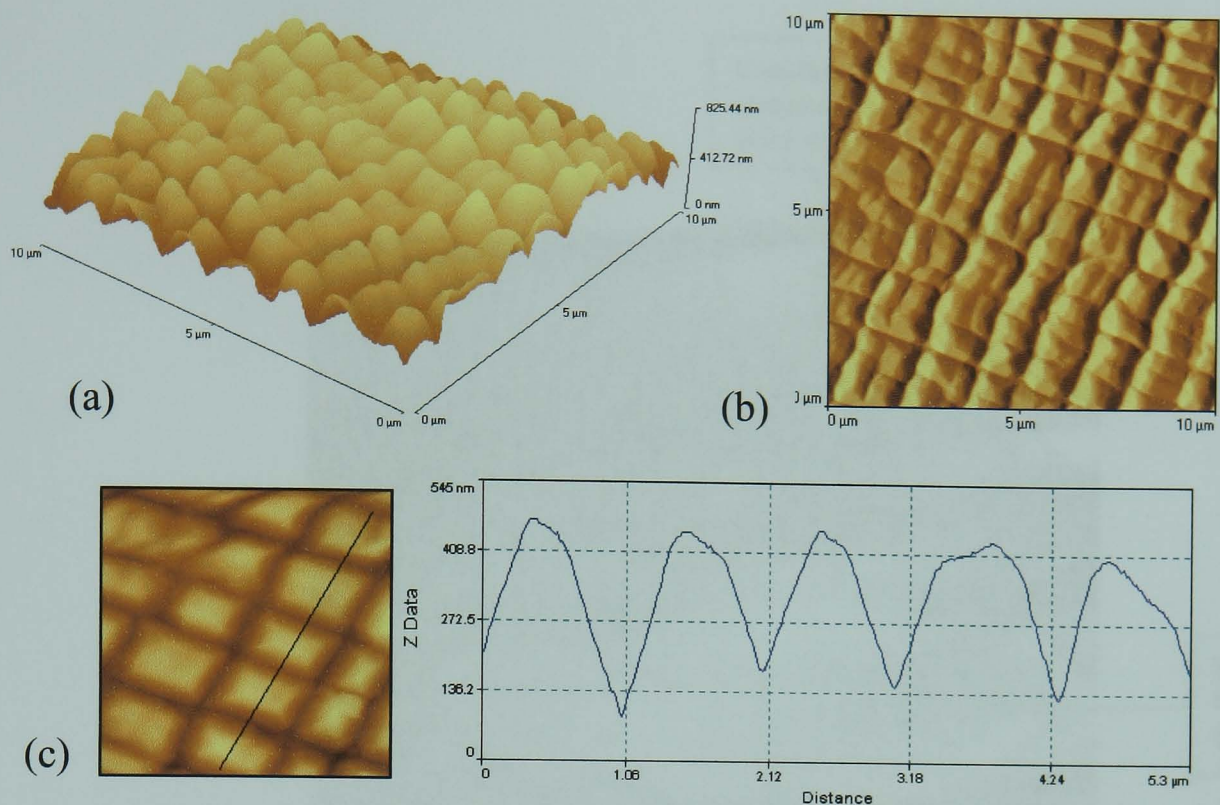 825.44 nm
412.72 nm
0 nm
10 µm
10 µm
5 µm
5 µm
0 µm
0 µm
(a)
10 µm
5 µm
0 µm
5 µm
10 µm
(b)
545 nm
408.8
272.5
136.2
0
Z Data
0
1.06
2.12
3.18
4.24
5.3 µm
Distance
(c)